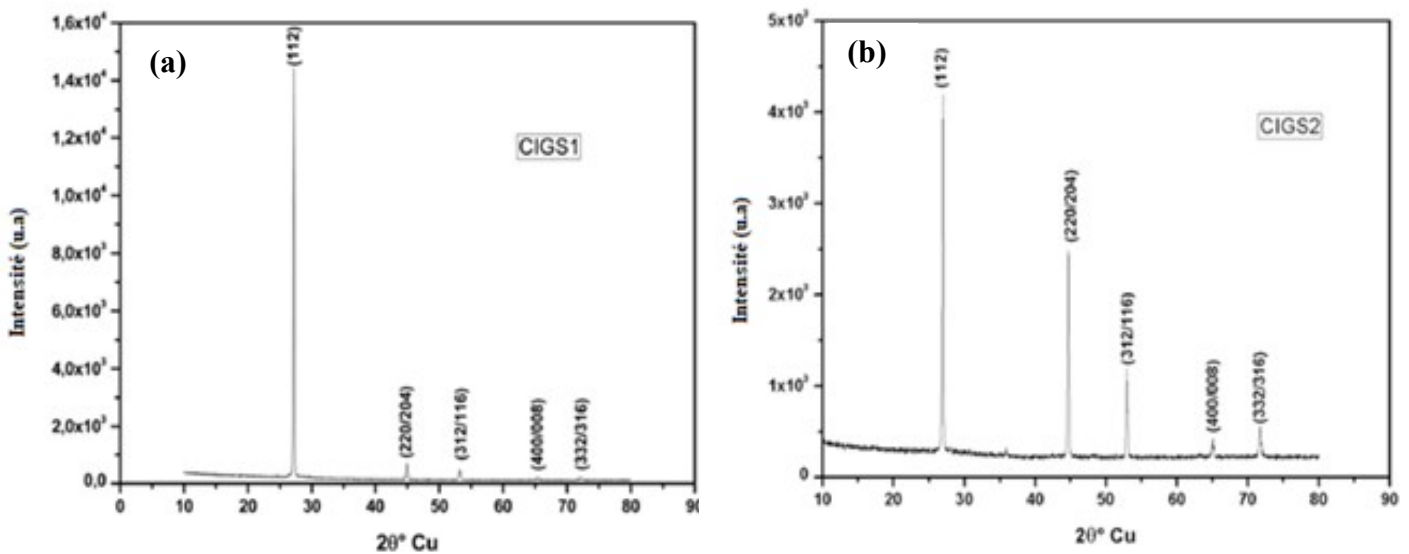 (a)
CIGS1
1,6x10⁴
1,4x10⁴
1,2x10⁴
1,0x10⁴
8,0x10³
6,0x10³
4,0x10³
2,0x10³
0,0
Intensité (u.a)
(112)
(220/204)
(312/116)
(400/008)
(332/316)
0 10 20 30 40 50 60 70 80 90
2θ° Cu
(b)
CIGS2
5x10³
4x10³
3x10³
2x10³
1x10³
0
Intensité (u.a)
(112)
(220/204)
(312/116)
(400/008)
(332/316)
10 20 30 40 50 60 70 80 90
2θ° Cu